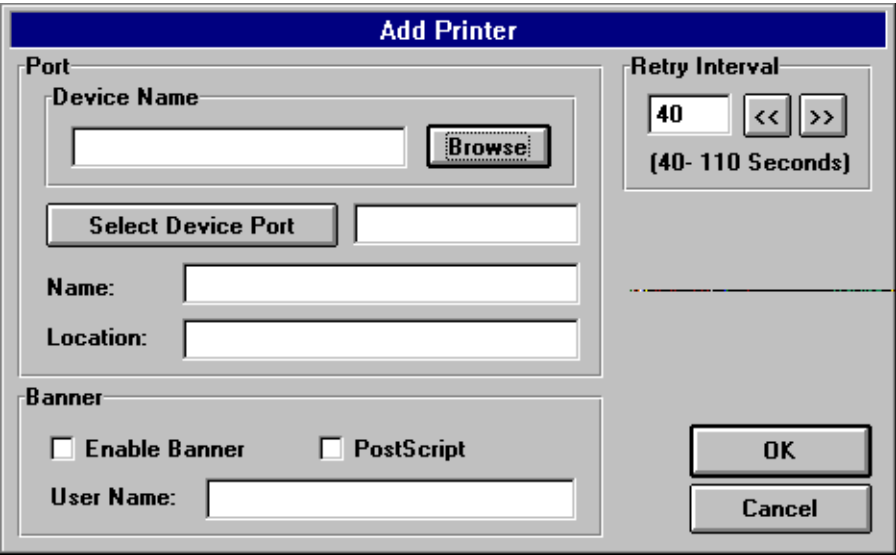 Add Printer
Port
Device Name
Browse
Select Device Port
Name:
Location:
Retry Interval
40 << >>
(40- 110 Seconds)
Banner
Enable Banner PostScript
User Name:
OK
Cancel